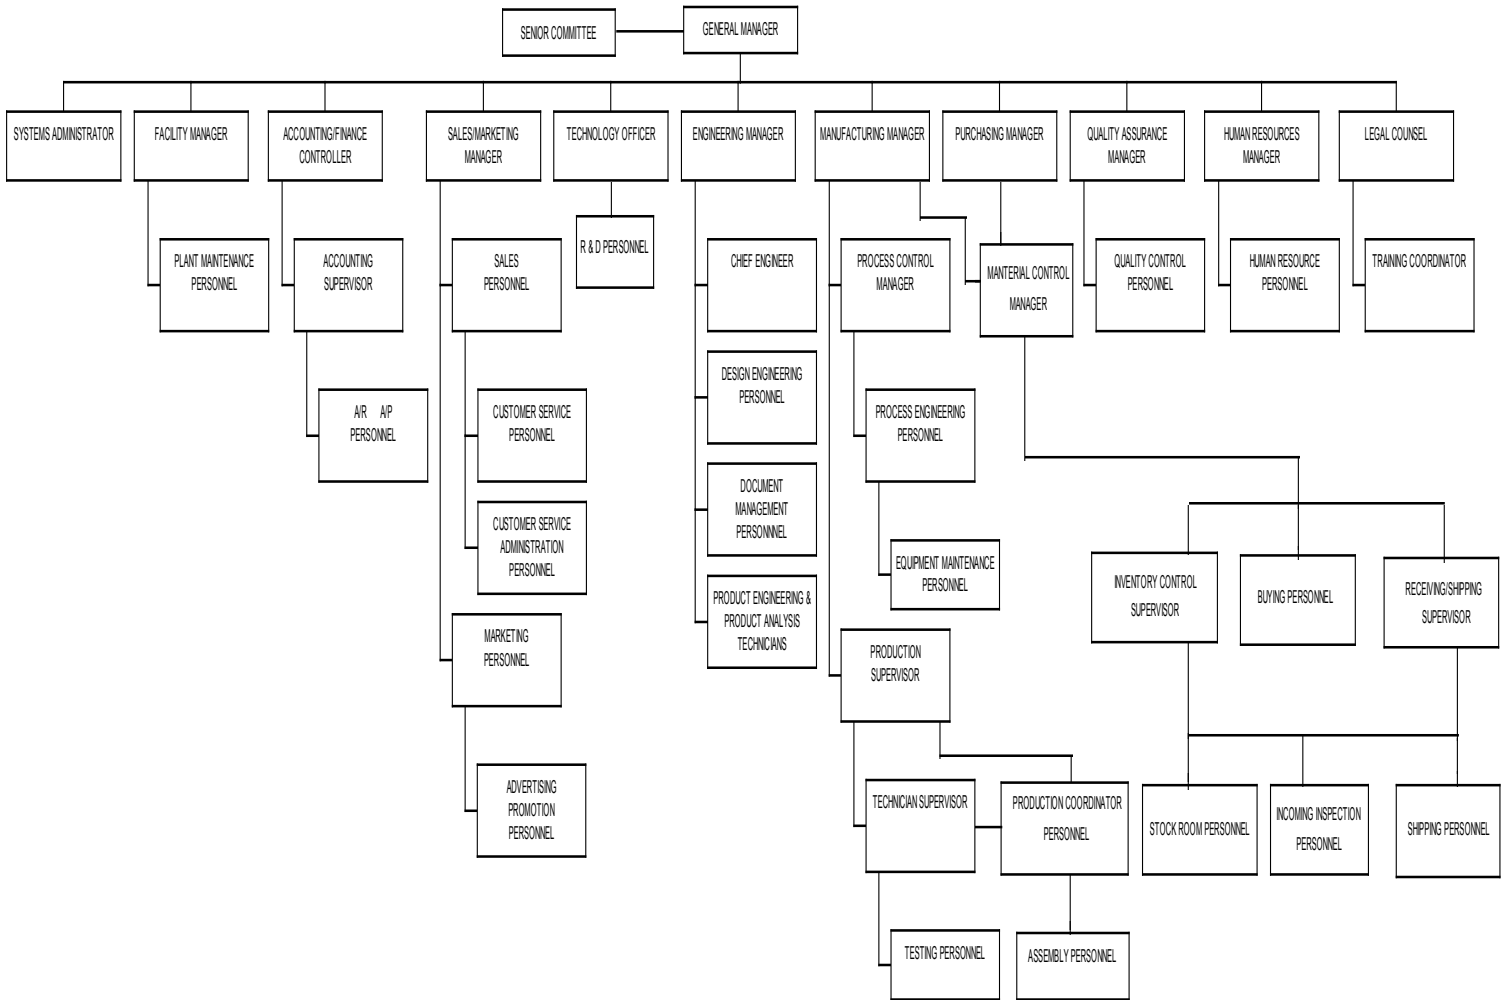 SENIOR COMMITTEE
GENERAL MANAGER
SYSTEMS ADMINISTRATOR
FACILITY MANAGER
ACCOUNTING/FINANCE
CONTROLLER
SALES/MARKETING
MANAGER
TECHNOLOGY OFFICER
ENGINEERING MANAGER
MANUFACTURING MANAGER
PURCHASING MANAGER
QUALITY ASSURANCE
MANAGER
HUMAN RESOURCES
MANAGER
LEGAL COUNSEL
PLANT MAINTENANCE
PERSONNEL
ACCOUNTING
SUPERVISOR
SALES
PERSONNEL
R & D PERSONNEL
CHIEF ENGINEER
PROCESS CONTROL
MANAGER
MANTERIAL CONTROL
MANAGER
QUALITY CONTROL
PERSONNEL
HUMAN RESOURCE
PERSONNEL
TRAINING COORDINATOR
A/R A/P
PERSONNEL
CUSTOMER SERVICE
PERSONNEL
DESIGN ENGINEERING
PERSONNEL
PROCESS ENGINEERING
PERSONNEL
CUSTOMER SERVICE
ADMINISTRATION
PERSONNEL
DOCUMENT
MANAGEMENT
PERSONNNEL
EQUIPMENT MAINTENANCE
PERSONNEL
INVENTORY CONTROL
SUPERVISOR
BUYING PERSONNEL
RECEIVING/SHIPPING
SUPERVISOR
MARKETING
PERSONNEL
PRODUCT ENGINEERING &
PRODUCT ANALYSIS
TECHNICIANS
PRODUCTION
SUPERVISOR
ADVERTISING
PROMOTION
PERSONNEL
TECHNICIAN SUPERVISOR
PRODUCTION COORDINATOR
PERSONNEL
STOCK ROOM PERSONNEL
INCOMING INSPECTION
PERSONNEL
SHIPPING PERSONNEL
TESTING PERSONNEL
ASSEMBLY PERSONNEL